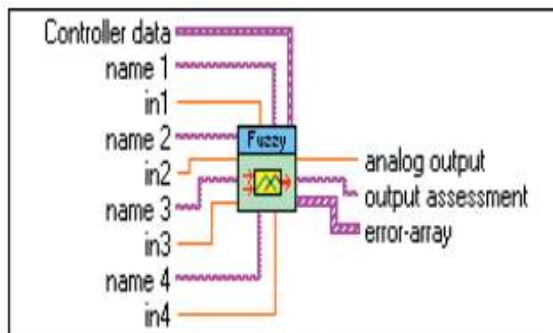 Controller data
name 1
in1
name 2
in2
name 3
in3
name 4
in4
Fuzzy
analog output
output assessment
error-array